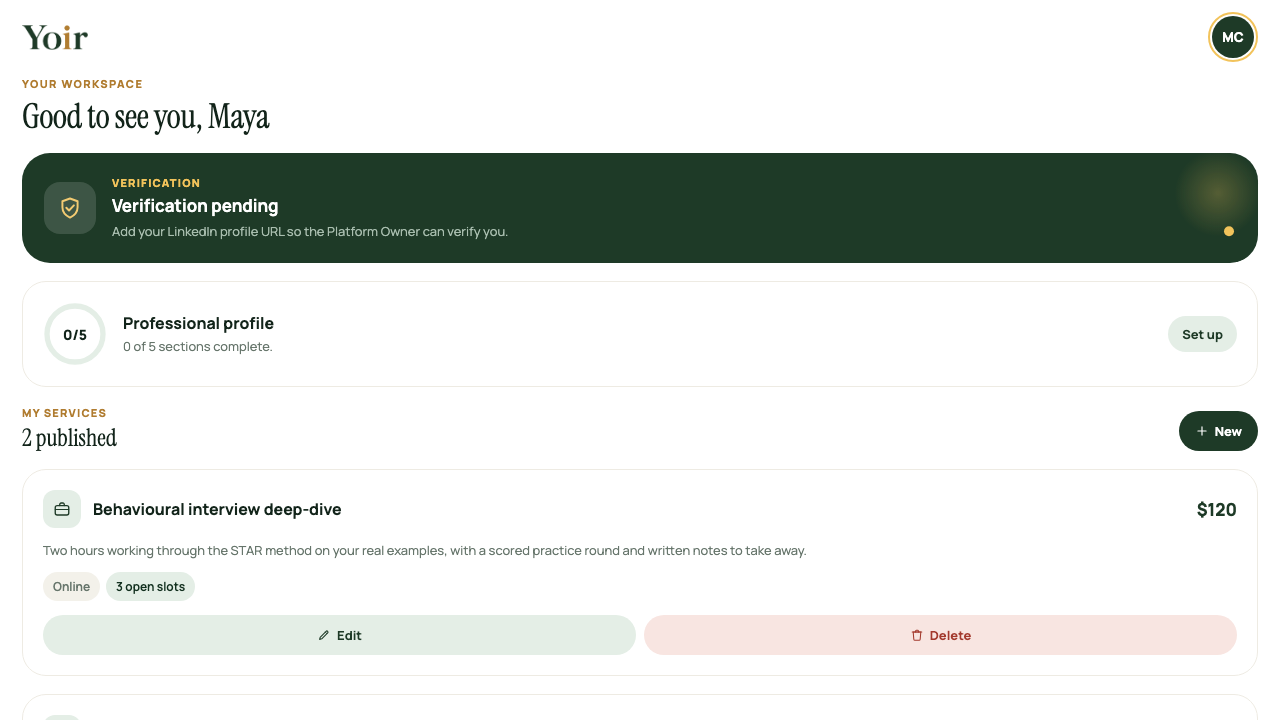 Yoir
MC
YOUR WORKSPACE
Good to see you, Maya
VERIFICATION
Verification pending
Add your LinkedIn profile URL so the Platform Owner can verify you.
0/5
Professional profile
0 of 5 sections complete.
Set up
MY SERVICES
2 published
New
Behavioural interview deep-dive
$120
Two hours working through the STAR method on your real examples, with a scored practice round and written notes to take away.
Online
3 open slots
Edit
Delete